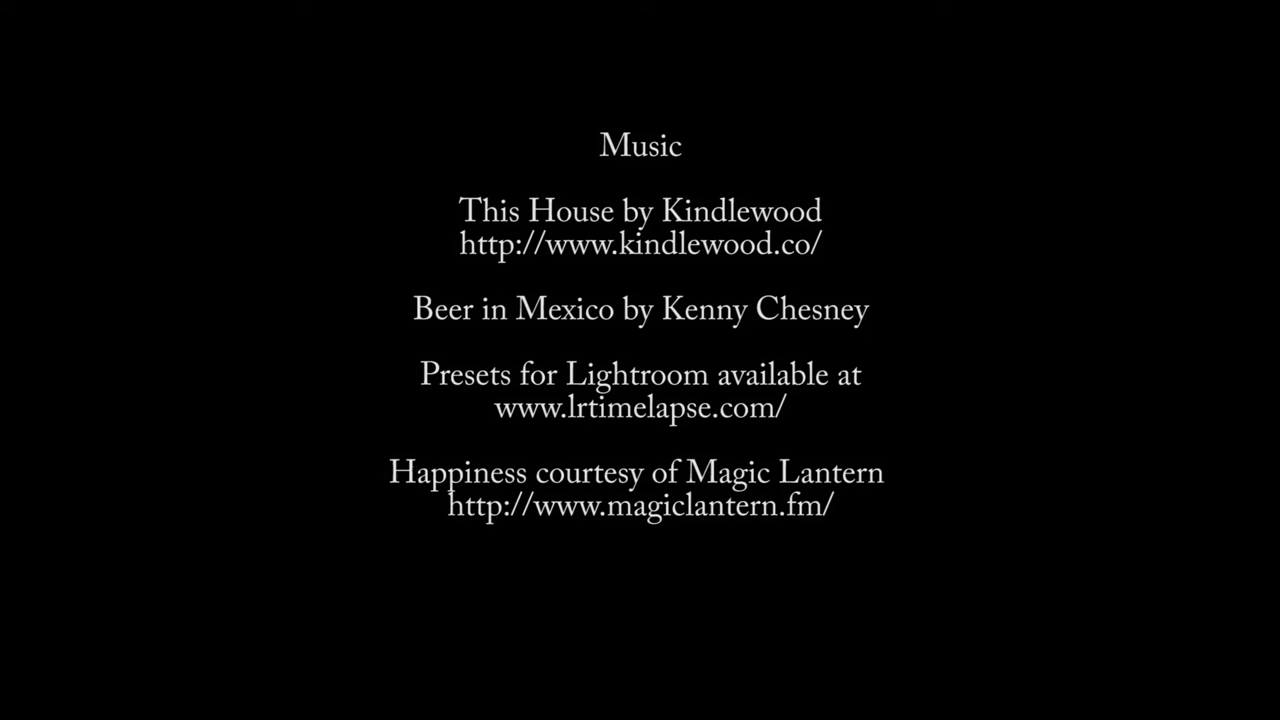 Music
This House by Kindlewood
http://www.kindlewood.co/
Beer in Mexico by Kenny Chesney
Presets for Lightroom available at
www.lrtimelapse.com/
Happiness courtesy of Magic Lantern
http://www.magiclantern.fm/